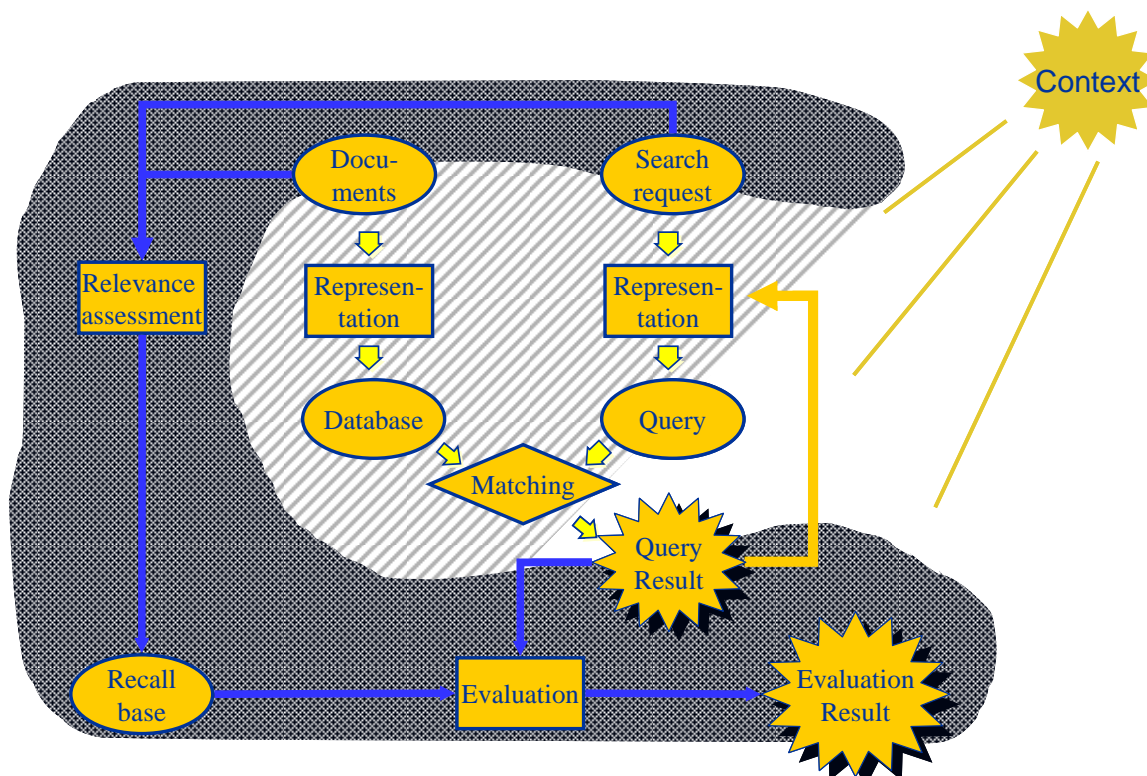 Context
Docu-
ments
Search
request
Relevance
assessment
Represen-
tation
Represen-
tation
Database
Query
Matching
Query
Result
Recall
base
Evaluation
Evaluation
Result